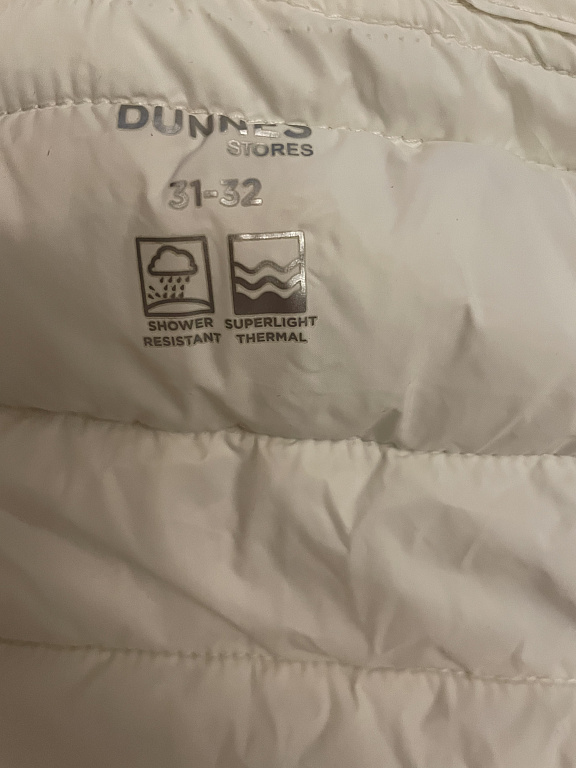 DUNNES
STORES
31-32
SHOWER SUPERLIGHT
RESISTANT THERMAL